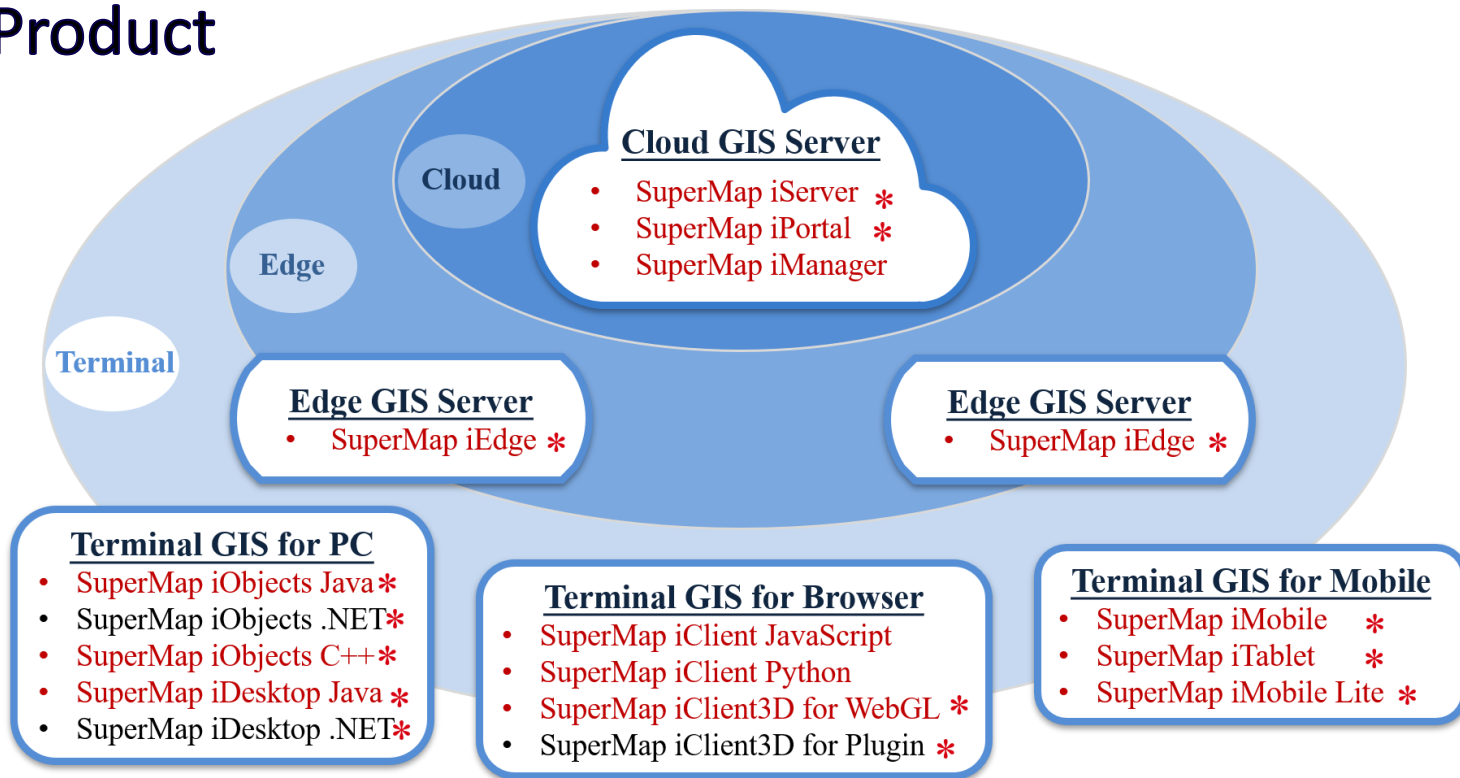 Product
Cloud GIS Server
Cloud
• SuperMap iServer *
• SuperMap iPortal *
• SuperMap iManager
Edge
Terminal
Edge GIS Server
• SuperMap iEdge *
Edge GIS Server
• SuperMap iEdge *
Terminal GIS for PC
• SuperMap iObjects Java*
• SuperMap iObjects .NET*
• SuperMap iObjects C++*
• SuperMap iDesktop Java*
• SuperMap iDesktop .NET*
Terminal GIS for Browser
• SuperMap iClient JavaScript
• SuperMap iClient Python
• SuperMap iClient3D for WebGL *
• SuperMap iClient3D for Plugin *
Terminal GIS for Mobile
• SuperMap iMobile *
• SuperMap iTablet *
• SuperMap iMobile Lite *